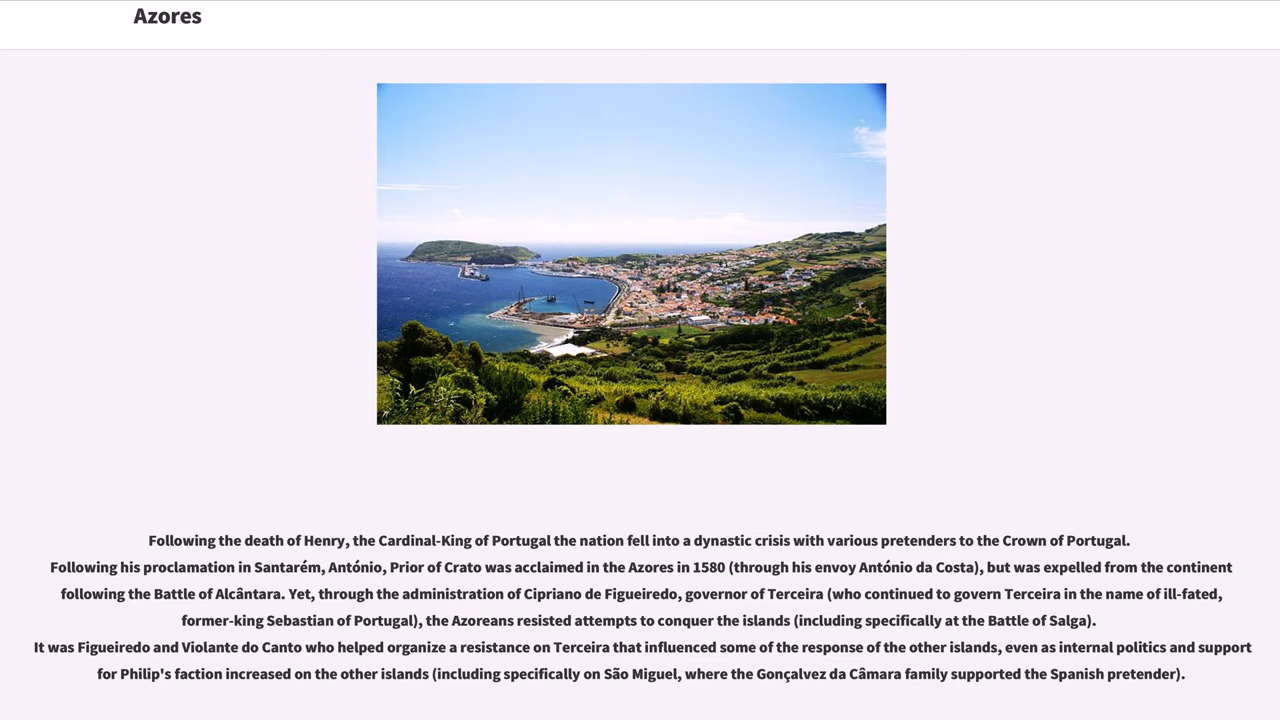 Azores
Following the death of Henry, the Cardinal-King of Portugal the nation fell into a dynastic crisis with various pretenders to the Crown of Portugal.
Following his proclamation in Santarém, António, Prior of Crato was acclaimed in the Azores in 1580 (through his envoy António da Costa), but was expelled from the continent
following the Battle of Alcântara. Yet, through the administration of Cipriano de Figueiredo, governor of Terceira (who continued to govern Terceira in the name of ill-fated,
former-king Sebastian of Portugal), the Azoreans resisted attempts to conquer the islands (including specifically at the Battle of Salga).
It was Figueiredo and Violante do Canto who helped organize a resistance on Terceira that influenced some of the response of the other islands, even as internal politics and support
for Philip's faction increased on the other islands (including specifically on São Miguel, where the Gonçalvez da Câmara family supported the Spanish pretender).